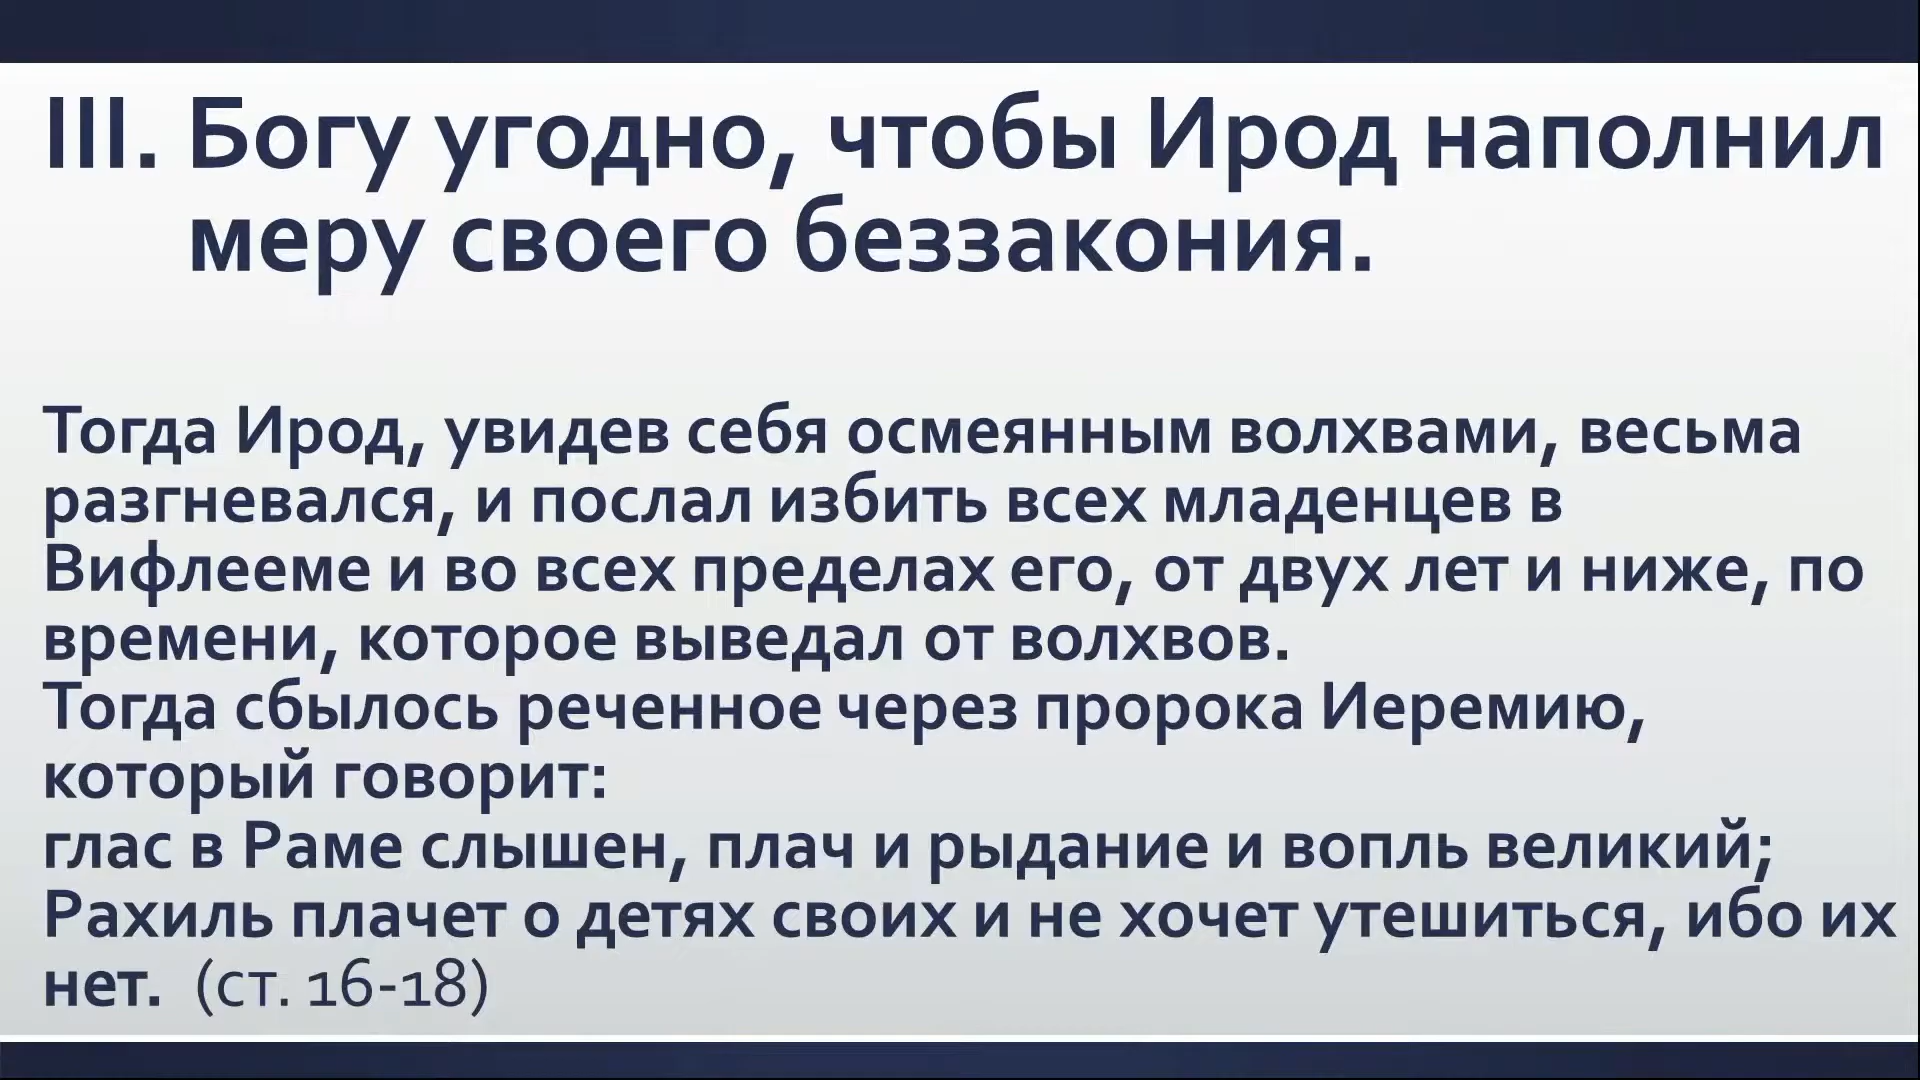 III. Богу угодно, чтобы Ирод наполнил
меру своего беззакония.
Тогда Ирод, увидев себя осмеянным волхвами, весьма
разгневался, и послал избить всех младенцев в
Вифлееме и во всех пределах его, от двух лет и ниже, по
времени, которое выведал от волхвов.
Тогда сбылось реченное через пророка Иеремию,
который говорит:
глас в Раме слышен, плач и рыдание и вопль великий;
Рахиль плачет о детях своих и не хочет утешиться, ибо их
нет. (ст. 16-18)